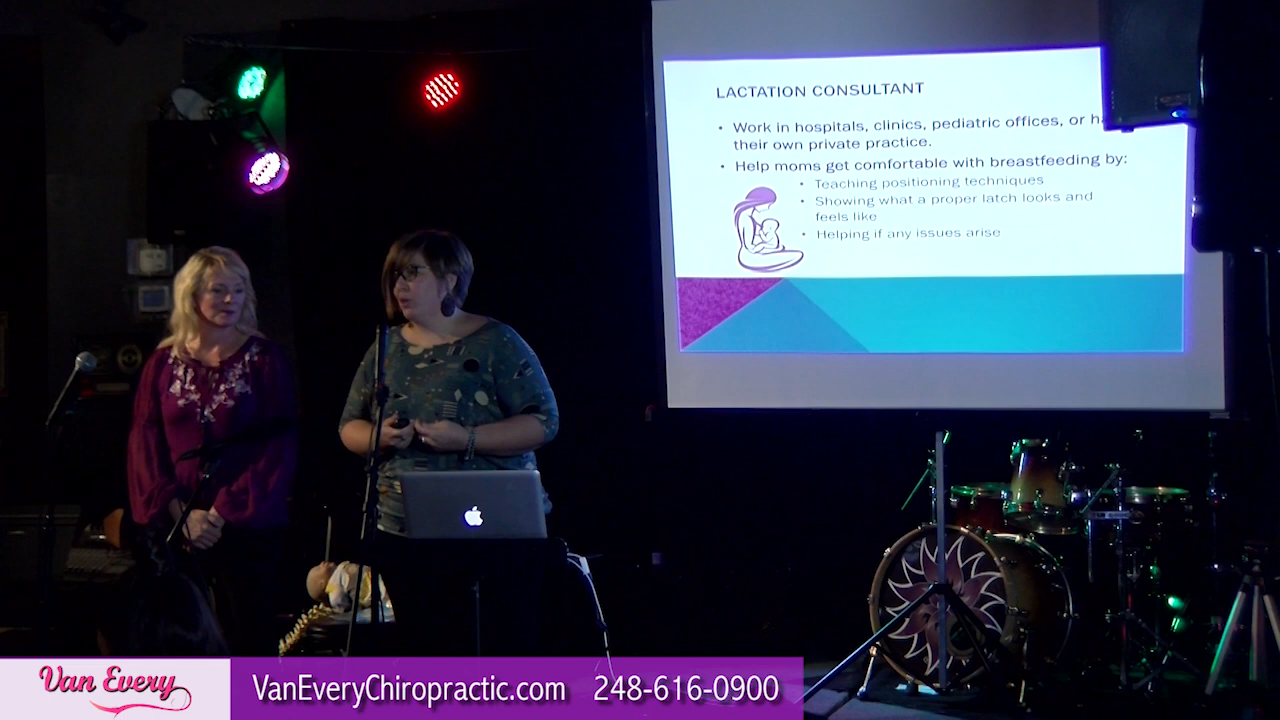 LACTATION CONSULTANT
• Work in hospitals, clinics, pediatric offices, or
their own private practice.
• Help moms get comfortable with breastfeeding by:
• Teaching positioning techniques
• Showing what a proper latch looks and
feels like
• Helping if any issues arise
Van Every
VanEveryChiropractic.com 248-616-0900